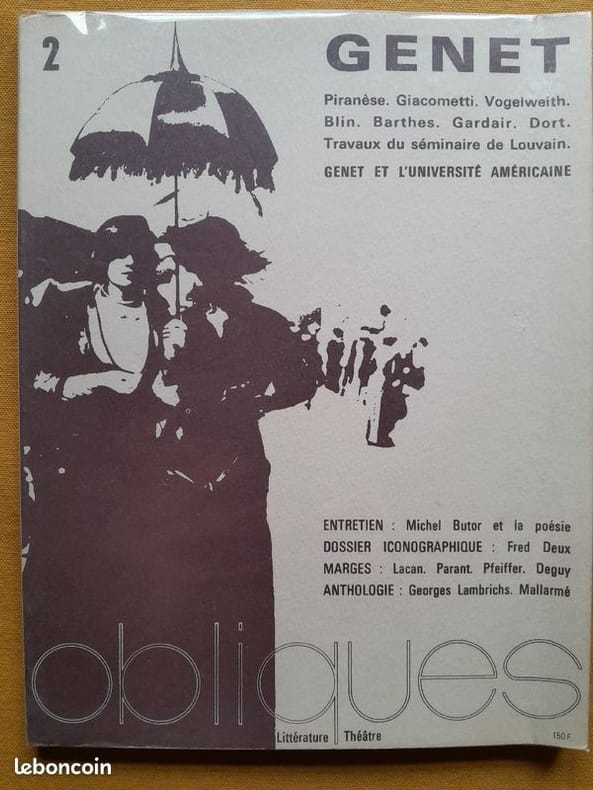 2
GENET
Piranèse. Giacometti. Vogelweith.
Blin. Barthes. Gardair. Dort.
Travaux du séminaire de Louvain.
GENET ET L'UNIVERSITÉ AMÉRICAINE
ENTRETIEN : Michel Butor et la poésie
DOSSIER ICONOGRAPHIQUE : Fred Deux
MARGES : Lacan. Parant. Pfeiffer. Deguy
ANTHOLOGIE : Georges Lambrichs. Mallarmé
obliques
Littérature Théâtre
150 F.
leboncoin